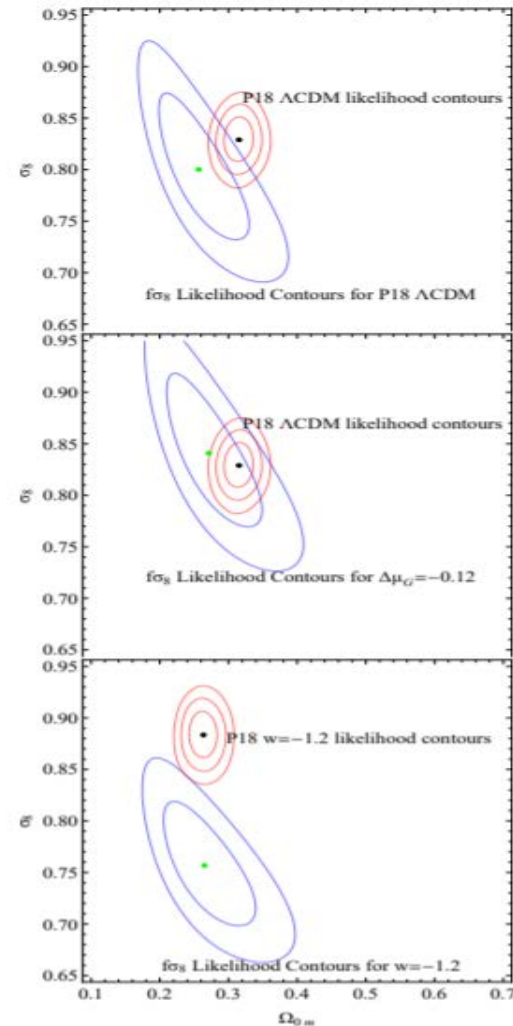 0.95
0.90
0.85
0.80
0.75
0.70
0.65
σ8
P18 ΛCDM likelihood contours
fσ8 Likelihood Contours for P18 ΛCDM
0.95
0.90
0.85
0.80
0.75
0.70
0.65
σ8
P18 ΛCDM likelihood contours
fσ8 Likelihood Contours for ΔμG=−0.12
0.95
0.90
0.85
0.80
0.75
0.70
0.65
σ8
P18 w=−1.2 likelihood contours
fσ8 Likelihood Contours for w=−1.2
0.1 0.2 0.3 0.4 0.5 0.6 0.7
Ω0 m